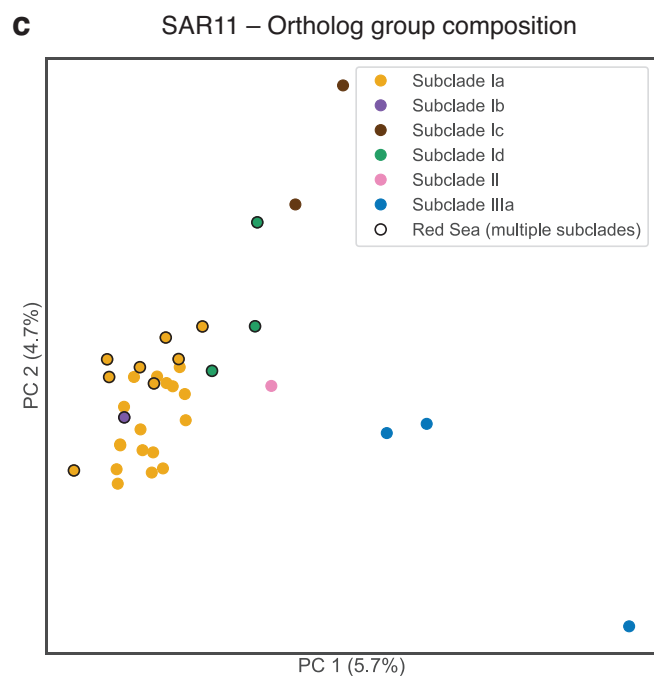 c
SAR11 – Ortholog group composition
Subclade Ia
Subclade Ib
Subclade Ic
Subclade Id
Subclade II
Subclade IIIa
Red Sea (multiple subclades)
PC 2 (4.7%)
PC 1 (5.7%)